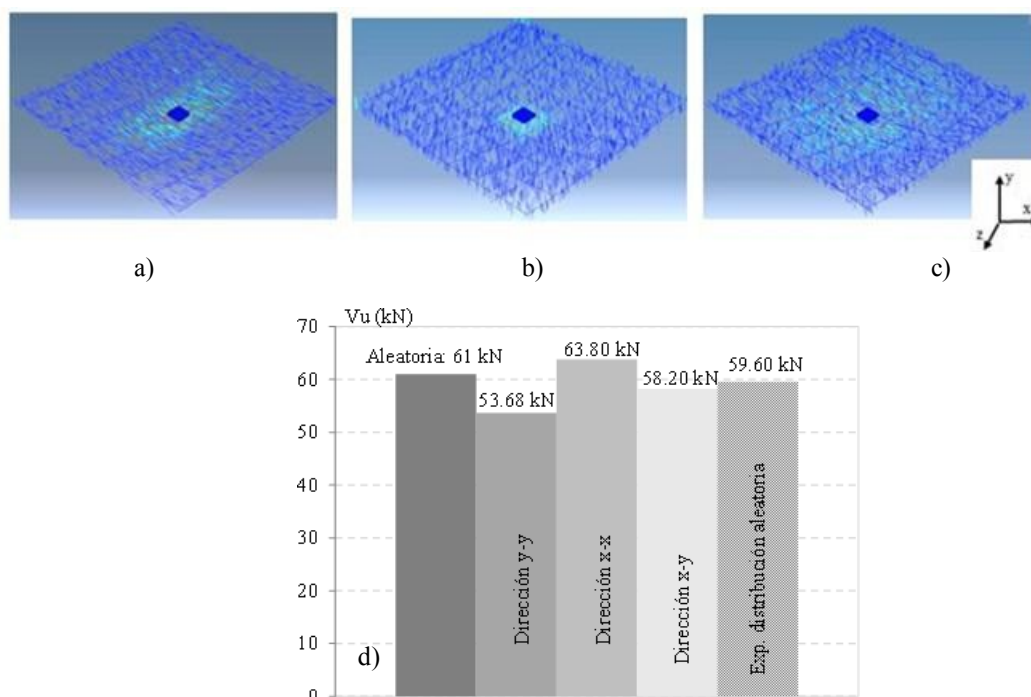 y
x
z
a)
b)
c)
Vu (kN)
70
60
50
40
30
20
10
0
Aleatoria: 61 kN
53.68 kN
63.80 kN
58.20 kN
59.60 kN
Dirección y-y
Dirección x-x
Dirección x-y
Exp. distribución aleatoria
d)